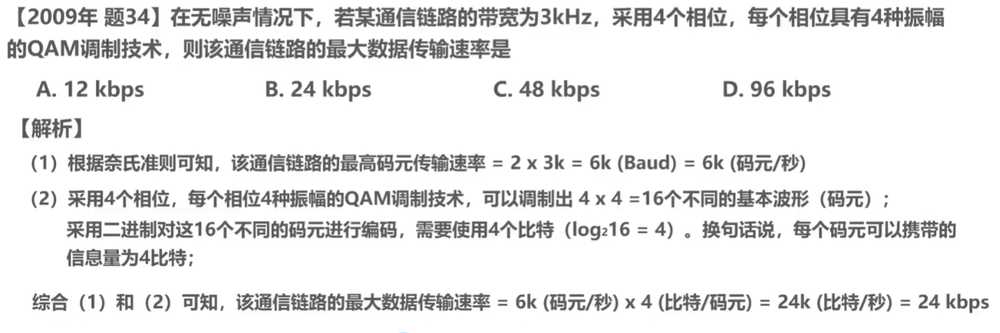 【2009年 题34】在无噪声情况下，若某通信链路的带宽为3kHz，采用4个相位，每个相位具有4种振幅
的QAM调制技术，则该通信链路的最大数据传输速率是
A. 12 kbps B. 24 kbps C. 48 kbps D. 96 kbps
【解析】
（1）根据奈氏准则可知，该通信链路的最高码元传输速率 = 2 x 3k = 6k (Baud) = 6k (码元/秒)
（2）采用4个相位，每个相位4种振幅的QAM调制技术，可以调制出 4 x 4 =16个不同的基本波形（码元）；
采用二进制对这16个不同的码元进行编码，需要使用4个比特（log₂16 = 4）。换句话说，每个码元可以携带的
信息量为4比特；
综合（1）和（2）可知，该通信链路的最大数据传输速率 = 6k (码元/秒) x 4 (比特/码元) = 24k (比特/秒) = 24 kbps